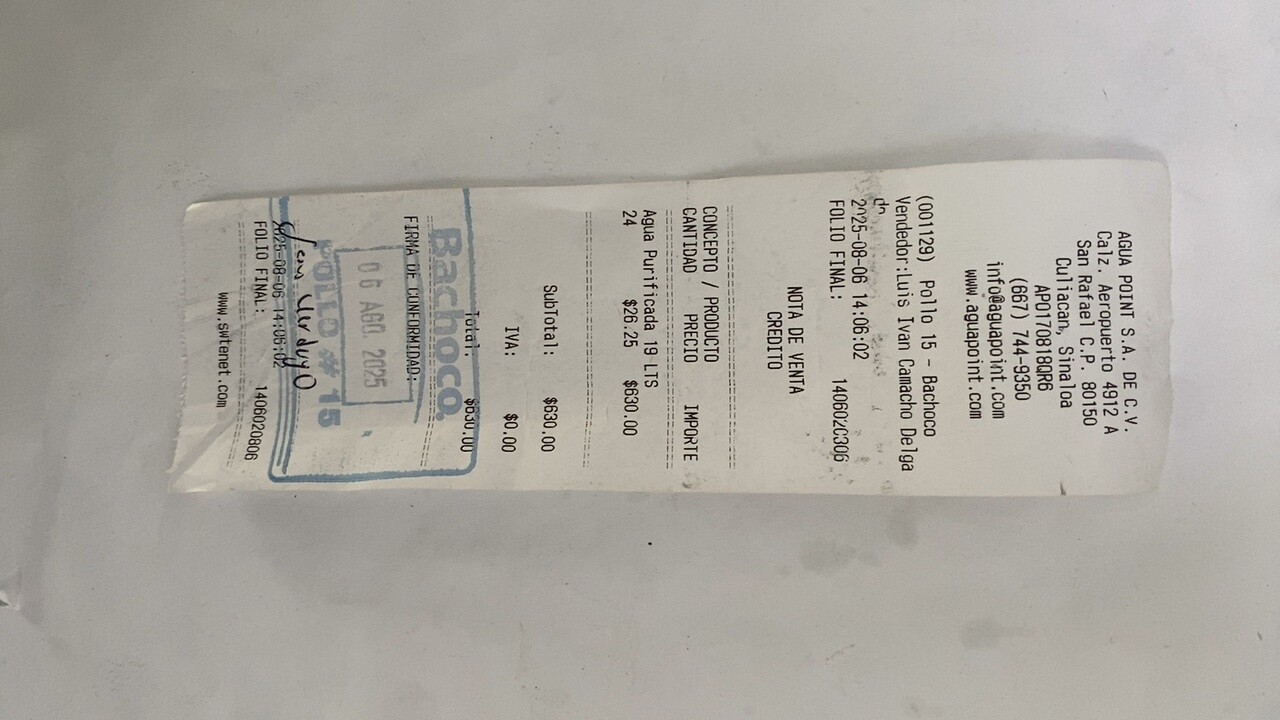 AGUA POINT S.A. DE C.V.
Calz. Aeropuerto 4912 A
San Rafael C.P. 80150
Culiacan, Sinaloa
APO170818QR6
(667) 744-9350
info@aguapoint.com
www.aguapoint.com
(001129) Pollo 15 - Bachoco
Vendedor:Luis Ivan Camacho Delga
do
2025-08-06 14:06:02
FOLIO FINAL: 1406020806
NOTA DE VENTA
CREDITO
CONCEPTO / PRODUCTO
CANTIDAD PRECIO IMPORTE
Agua Purificada 19 LTS
24 $26.25 $630.00
SubTotal: $630.00
IVA: $0.00
Total: $630.00
Bachoco.
FIRMA DE CONFORMIDAD:
06 AGO. 2025
POLLO # 15
2025-08-06 14:06:02
FOLIO FINAL: 1406020806
www.swtenet.com